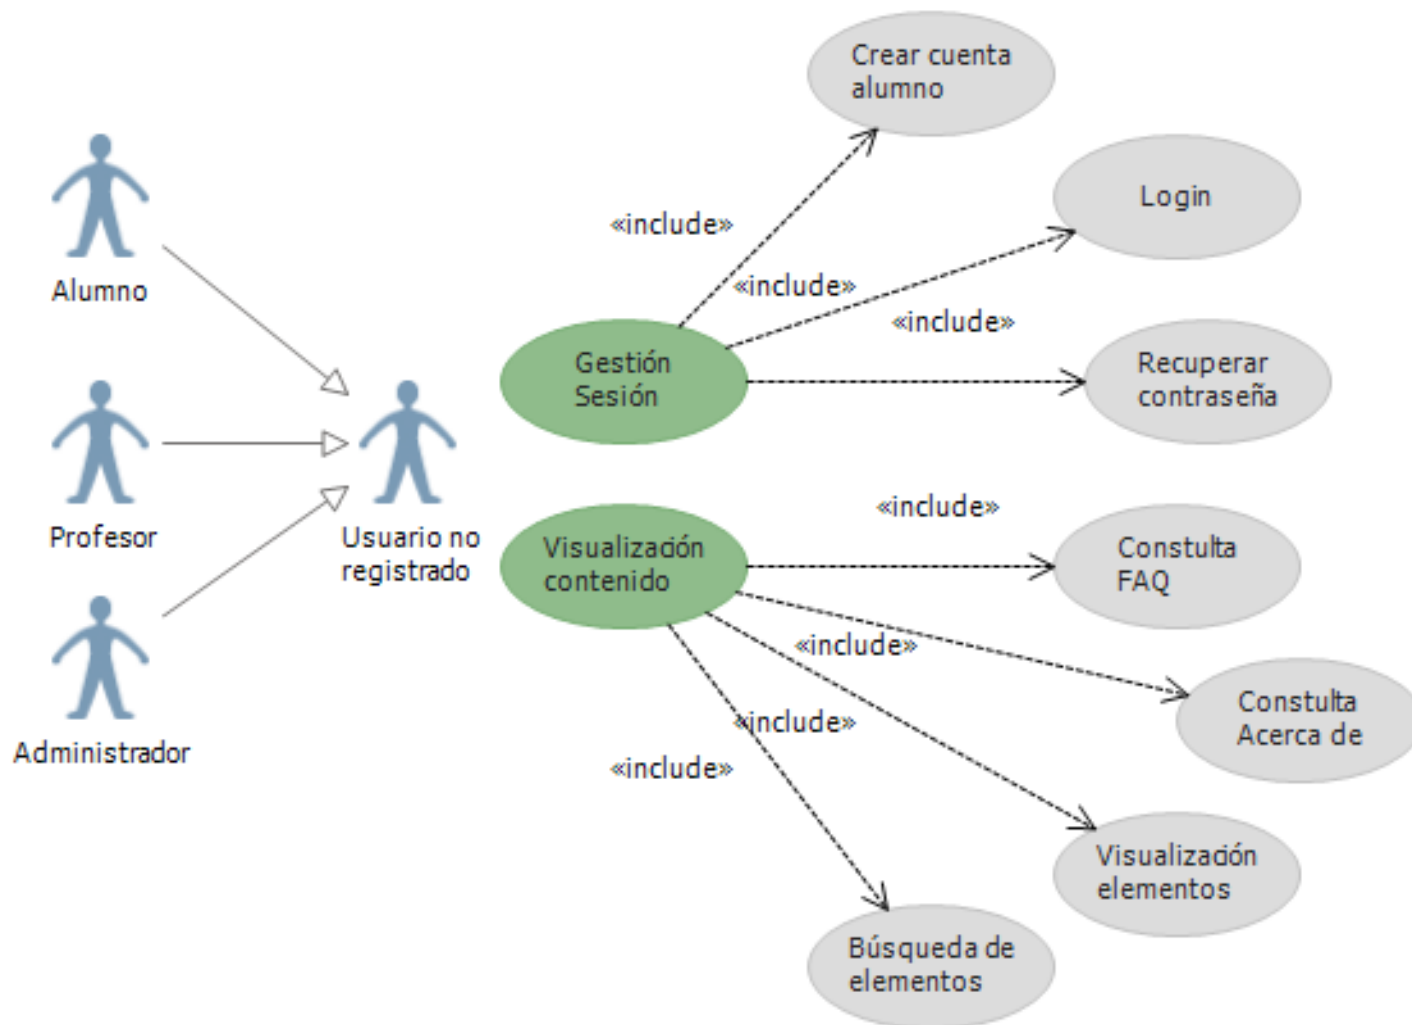 Crear cuenta
alumno
Login
«include»
«include»
«include»
Alumno
Gestión
Sesión
Recuperar
contraseña
Profesor
Usuario no
registrado
Visualización
contenido
«include»
Constulta
FAQ
«include»
Constulta
Acerca de
«include»
«include»
Administrador
Visualización
elementos
Búsqueda de
elementos